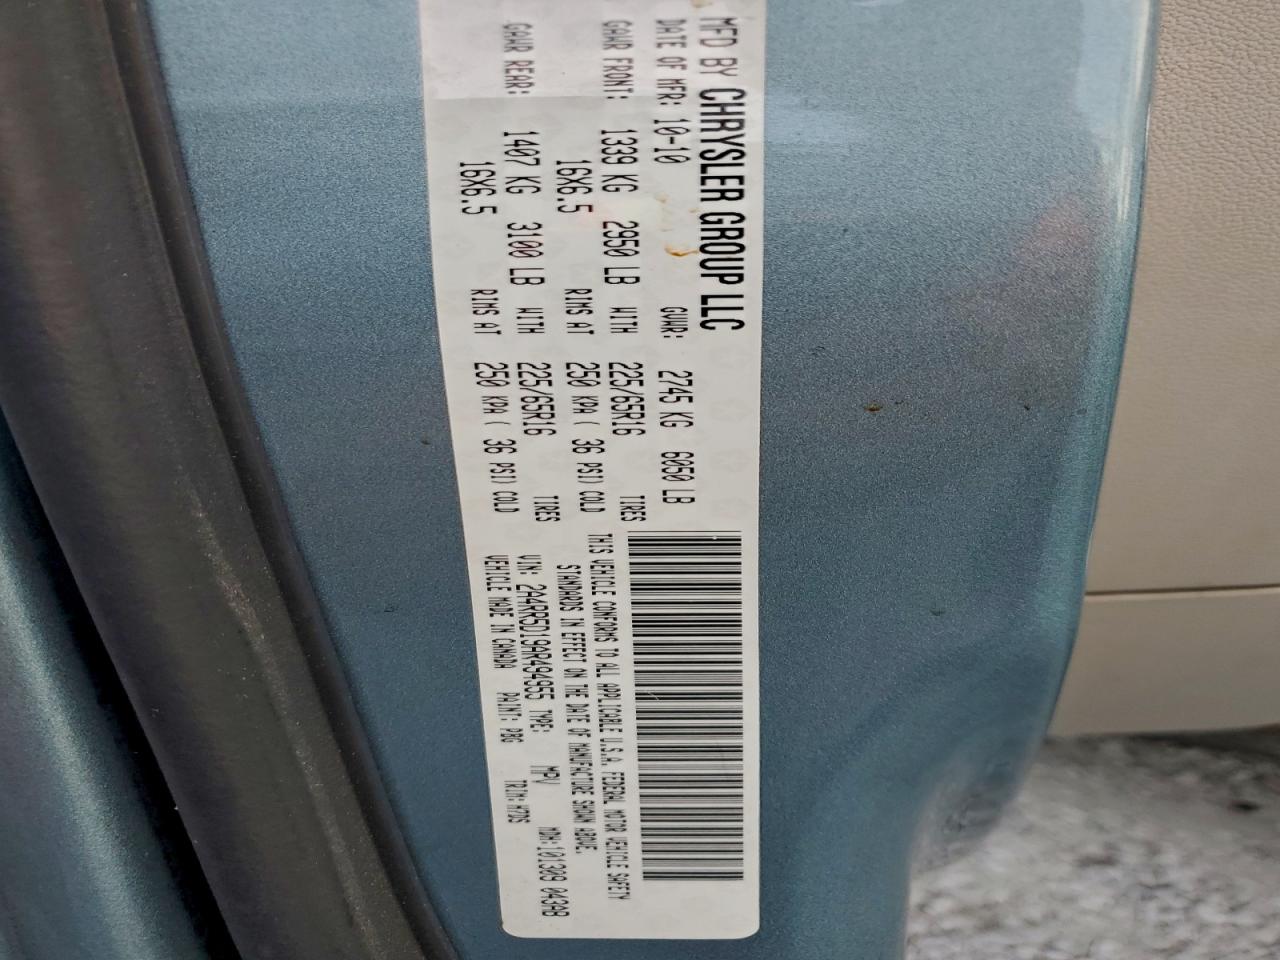 MFD BY CHRYSLER GROUP LLC
DATE OF MFR: 10-10 GVWR: 2745 KG 6050 LB
GAWR FRONT: 1339 KG 2950 LB WITH 225/65R16 TIRES
16X6.5 RIMS AT 250 KPA ( 36 PSI) COLD
GAWR REAR: 1407 KG 3100 LB WITH 225/65R16 TIRES
16X6.5 RIMS AT 250 KPA ( 36 PSI) COLD
THIS VEHICLE CONFORMS TO ALL APPLICABLE U.S.A. FEDERAL MOTOR VEHICLE SAFETY
STANDARDS IN EFFECT ON THE DATE OF MANUFACTURE SHOWN ABOVE.
VIN: 2A4RR5D19AR494955 TYPE: MPV MDH:101309 043AB
VEHICLE MADE IN CANADA PAINT: PBG TRIM: